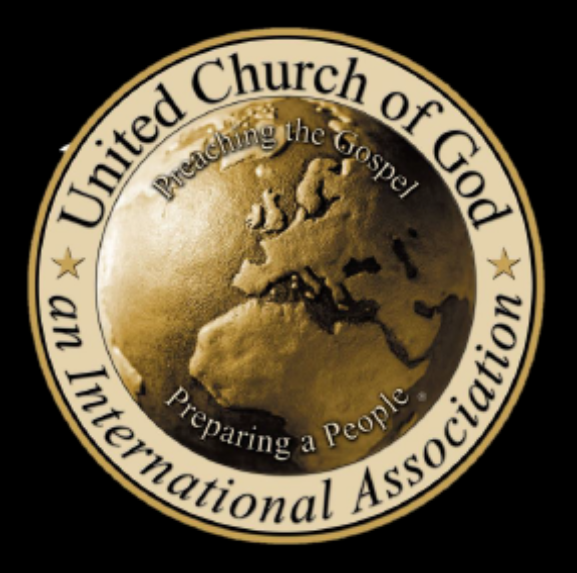 United Church of God
Preaching the Gospel
Preparing a People ®
an International Association